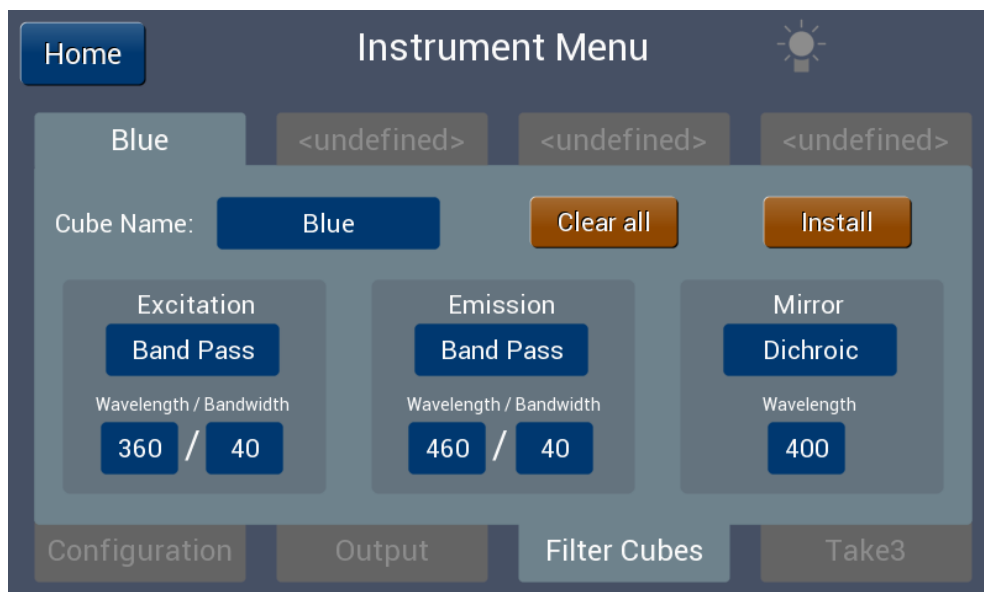 Home
Instrument Menu
Blue
<undefined>
<undefined>
<undefined>
Cube Name:
Blue
Clear all
Install
Excitation
Band Pass
Wavelength / Bandwidth
360 / 40
Emission
Band Pass
Wavelength / Bandwidth
460 / 40
Mirror
Dichroic
Wavelength
400
Configuration
Output
Filter Cubes
Take3